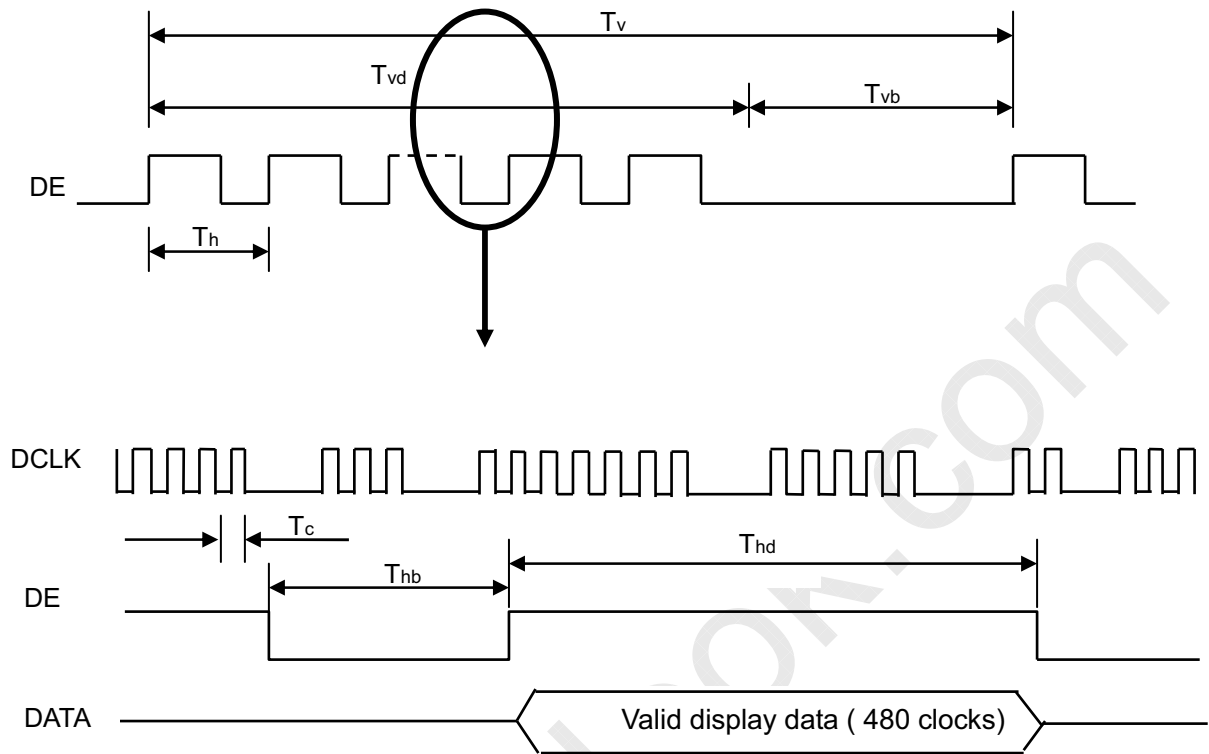 Tv
Tvd
Tvb
DE
Th
DCLK
Tc
Thd
Thb
DE
DATA
Valid display data ( 480 clocks)